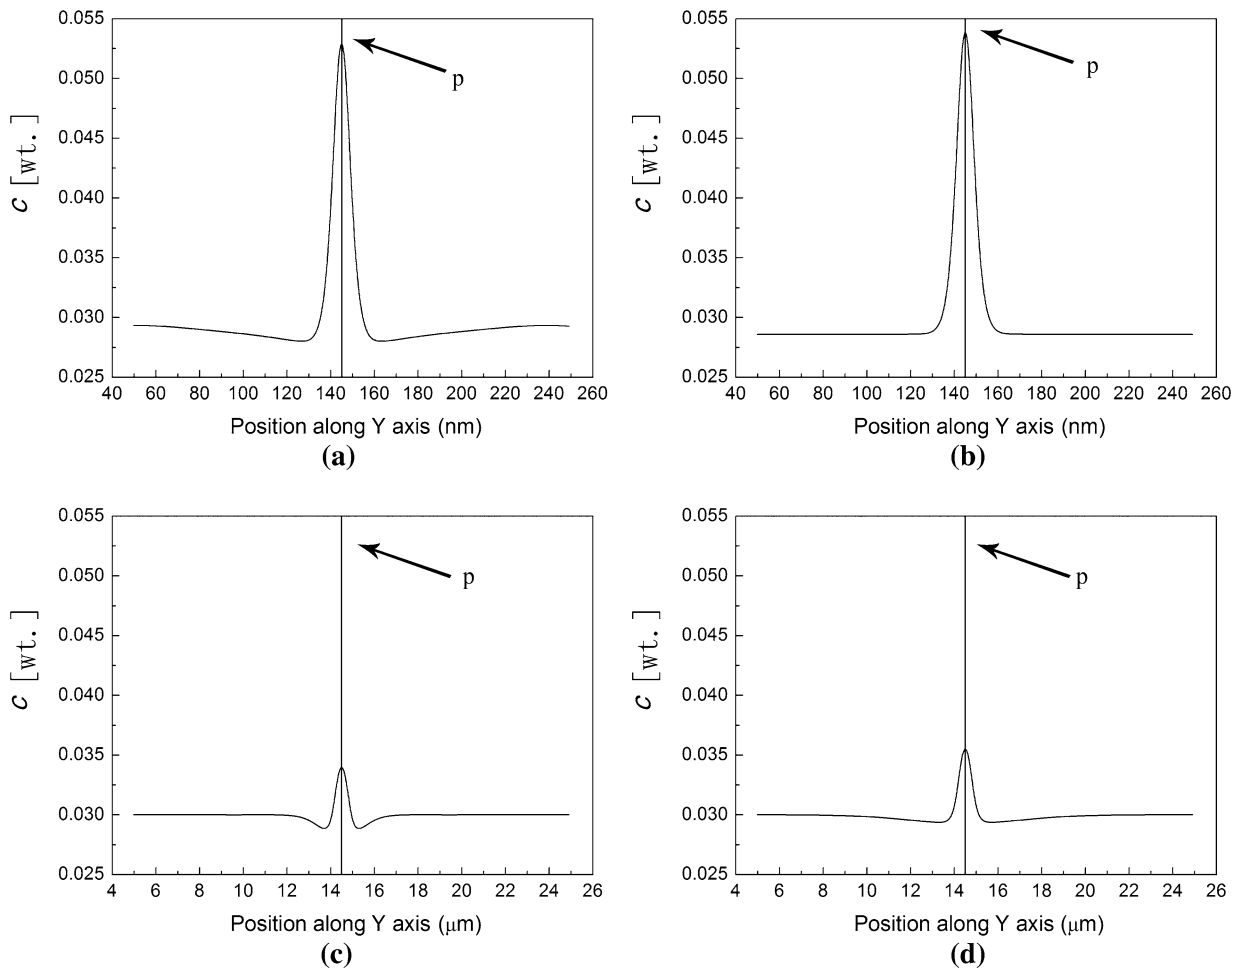 0.055
0.050
0.045
0.040
0.035
0.030
0.025
c [wt.]
p
40 60 80 100 120 140 160 180 200 220 240 260
Position along Y axis (nm)
(a)
0.055
0.050
0.045
0.040
0.035
0.030
0.025
c [wt.]
p
40 60 80 100 120 140 160 180 200 220 240 260
Position along Y axis (nm)
(b)
0.055
0.050
0.045
0.040
0.035
0.030
0.025
c [wt.]
p
4 6 8 10 12 14 16 18 20 22 24 26
Position along Y axis (μm)
(c)
0.055
0.050
0.045
0.040
0.035
0.030
0.025
c [wt.]
p
4 6 8 10 12 14 16 18 20 22 24 26
Position along Y axis (μm)
(d)